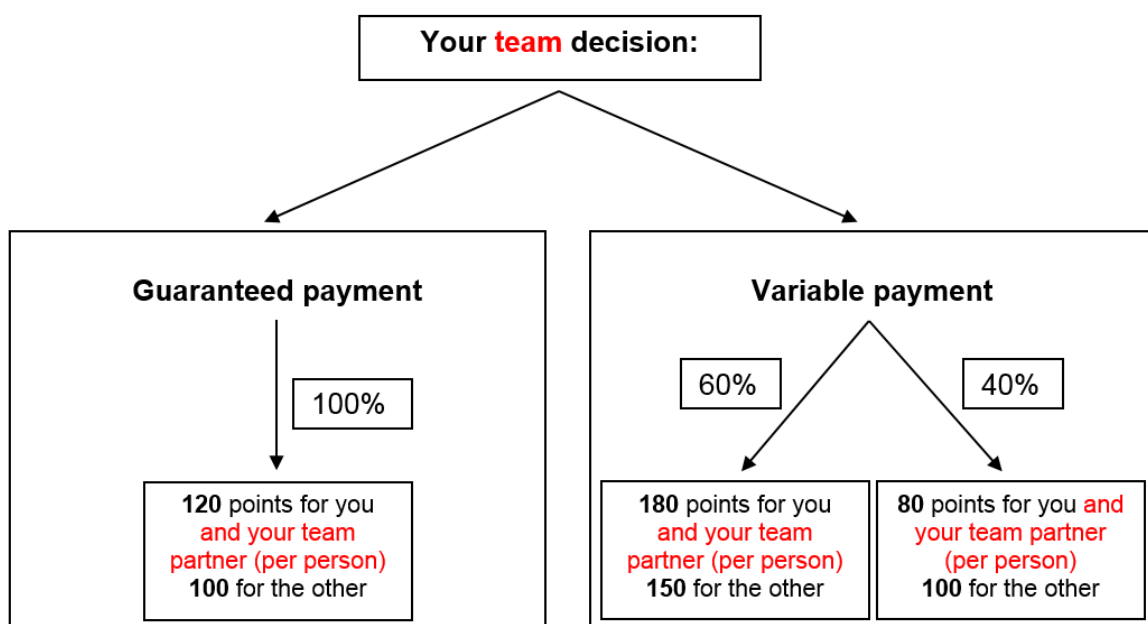 Your team decision:
Guaranteed payment
100%
120 points for you
and your team
partner (per person)
100 for the other
Variable payment
60%
40%
180 points for you
and your team
partner (per person)
150 for the other
80 points for you and
your team partner
(per person)
100 for the other